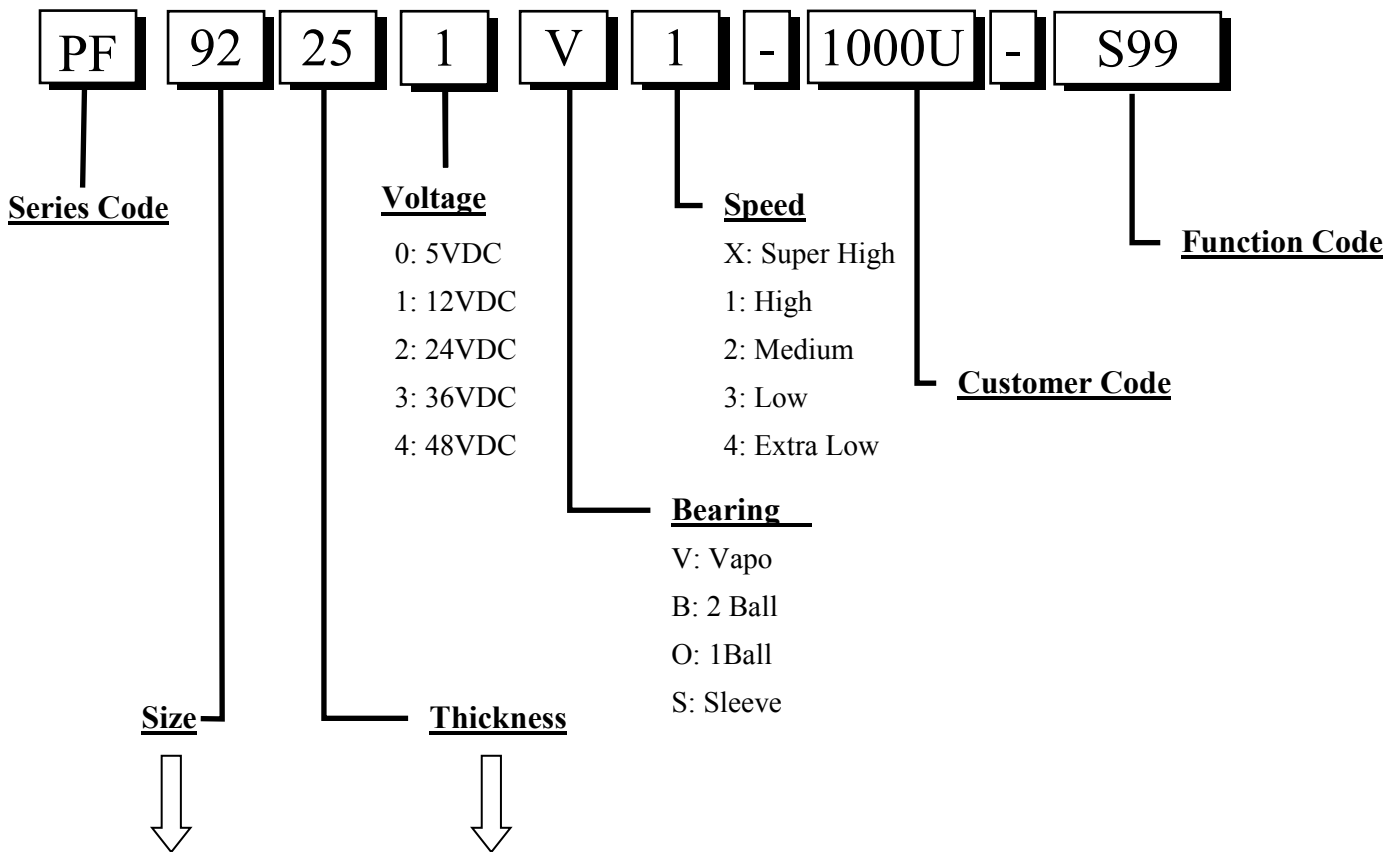 PF 92 25 1 V 1 - 1000U - S99
Series Code
Voltage
0: 5VDC
1: 12VDC
2: 24VDC
3: 36VDC
4: 48VDC
Speed
X: Super High
1: High
2: Medium
3: Low
4: Extra Low
Function Code
Customer Code
Bearing
V: Vapo
B: 2 Ball
O: 1Ball
S: Sleeve
Size
Thickness